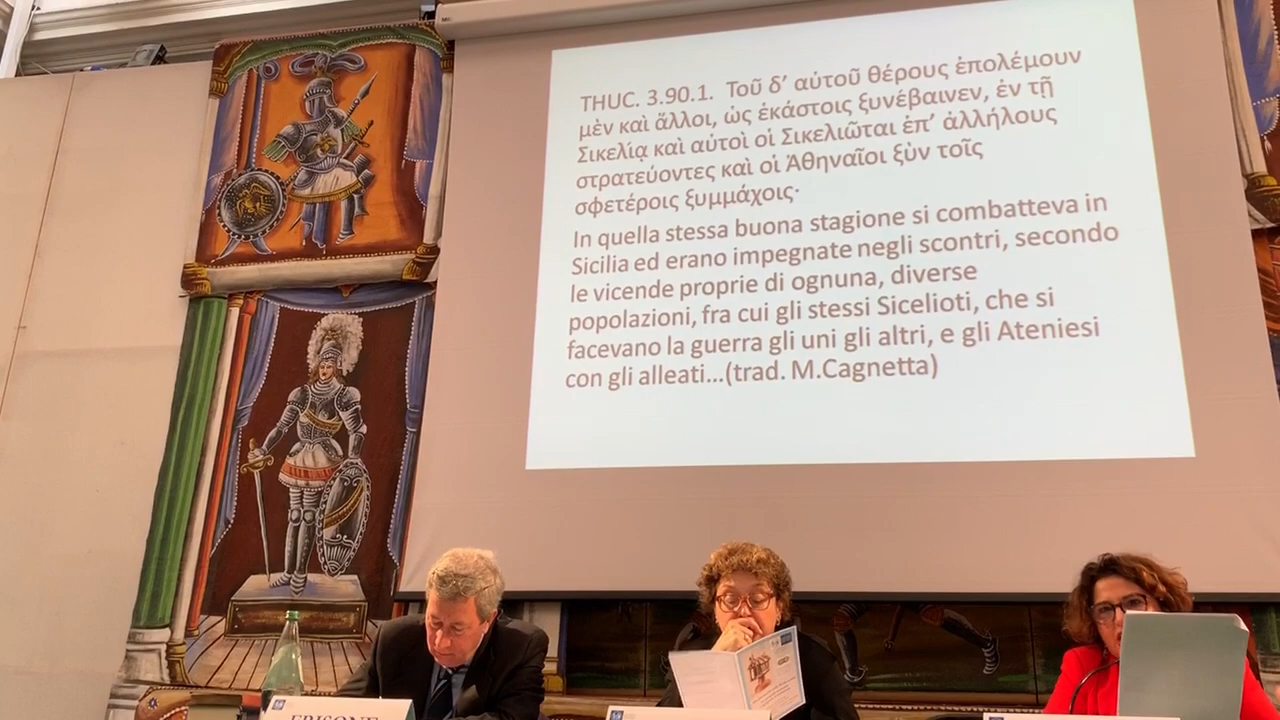 THUC. 3.90.1. Τοῦ δ’ αὐτοῦ θέρους ἐπολέμουν
μὲν καὶ ἄλλοι, ὡς ἑκάστοις ξυνέβαινεν, ἐν τῇ
Σικελίᾳ καὶ αὐτοὶ οἱ Σικελιῶται ἐπ’ ἀλλήλους
στρατεύοντες καὶ οἱ Ἀθηναῖοι ξὺν τοῖς
σφετέροις ξυμμάχοις·
In quella stessa buona stagione si combatteva in
Sicilia ed erano impegnate negli scontri, secondo
le vicende proprie di ognuna, diverse
popolazioni, fra cui gli stessi Sicelioti, che si
facevano la guerra gli uni gli altri, e gli Ateniesi
con gli alleati...(trad. M.Cagnetta)
FRISONE